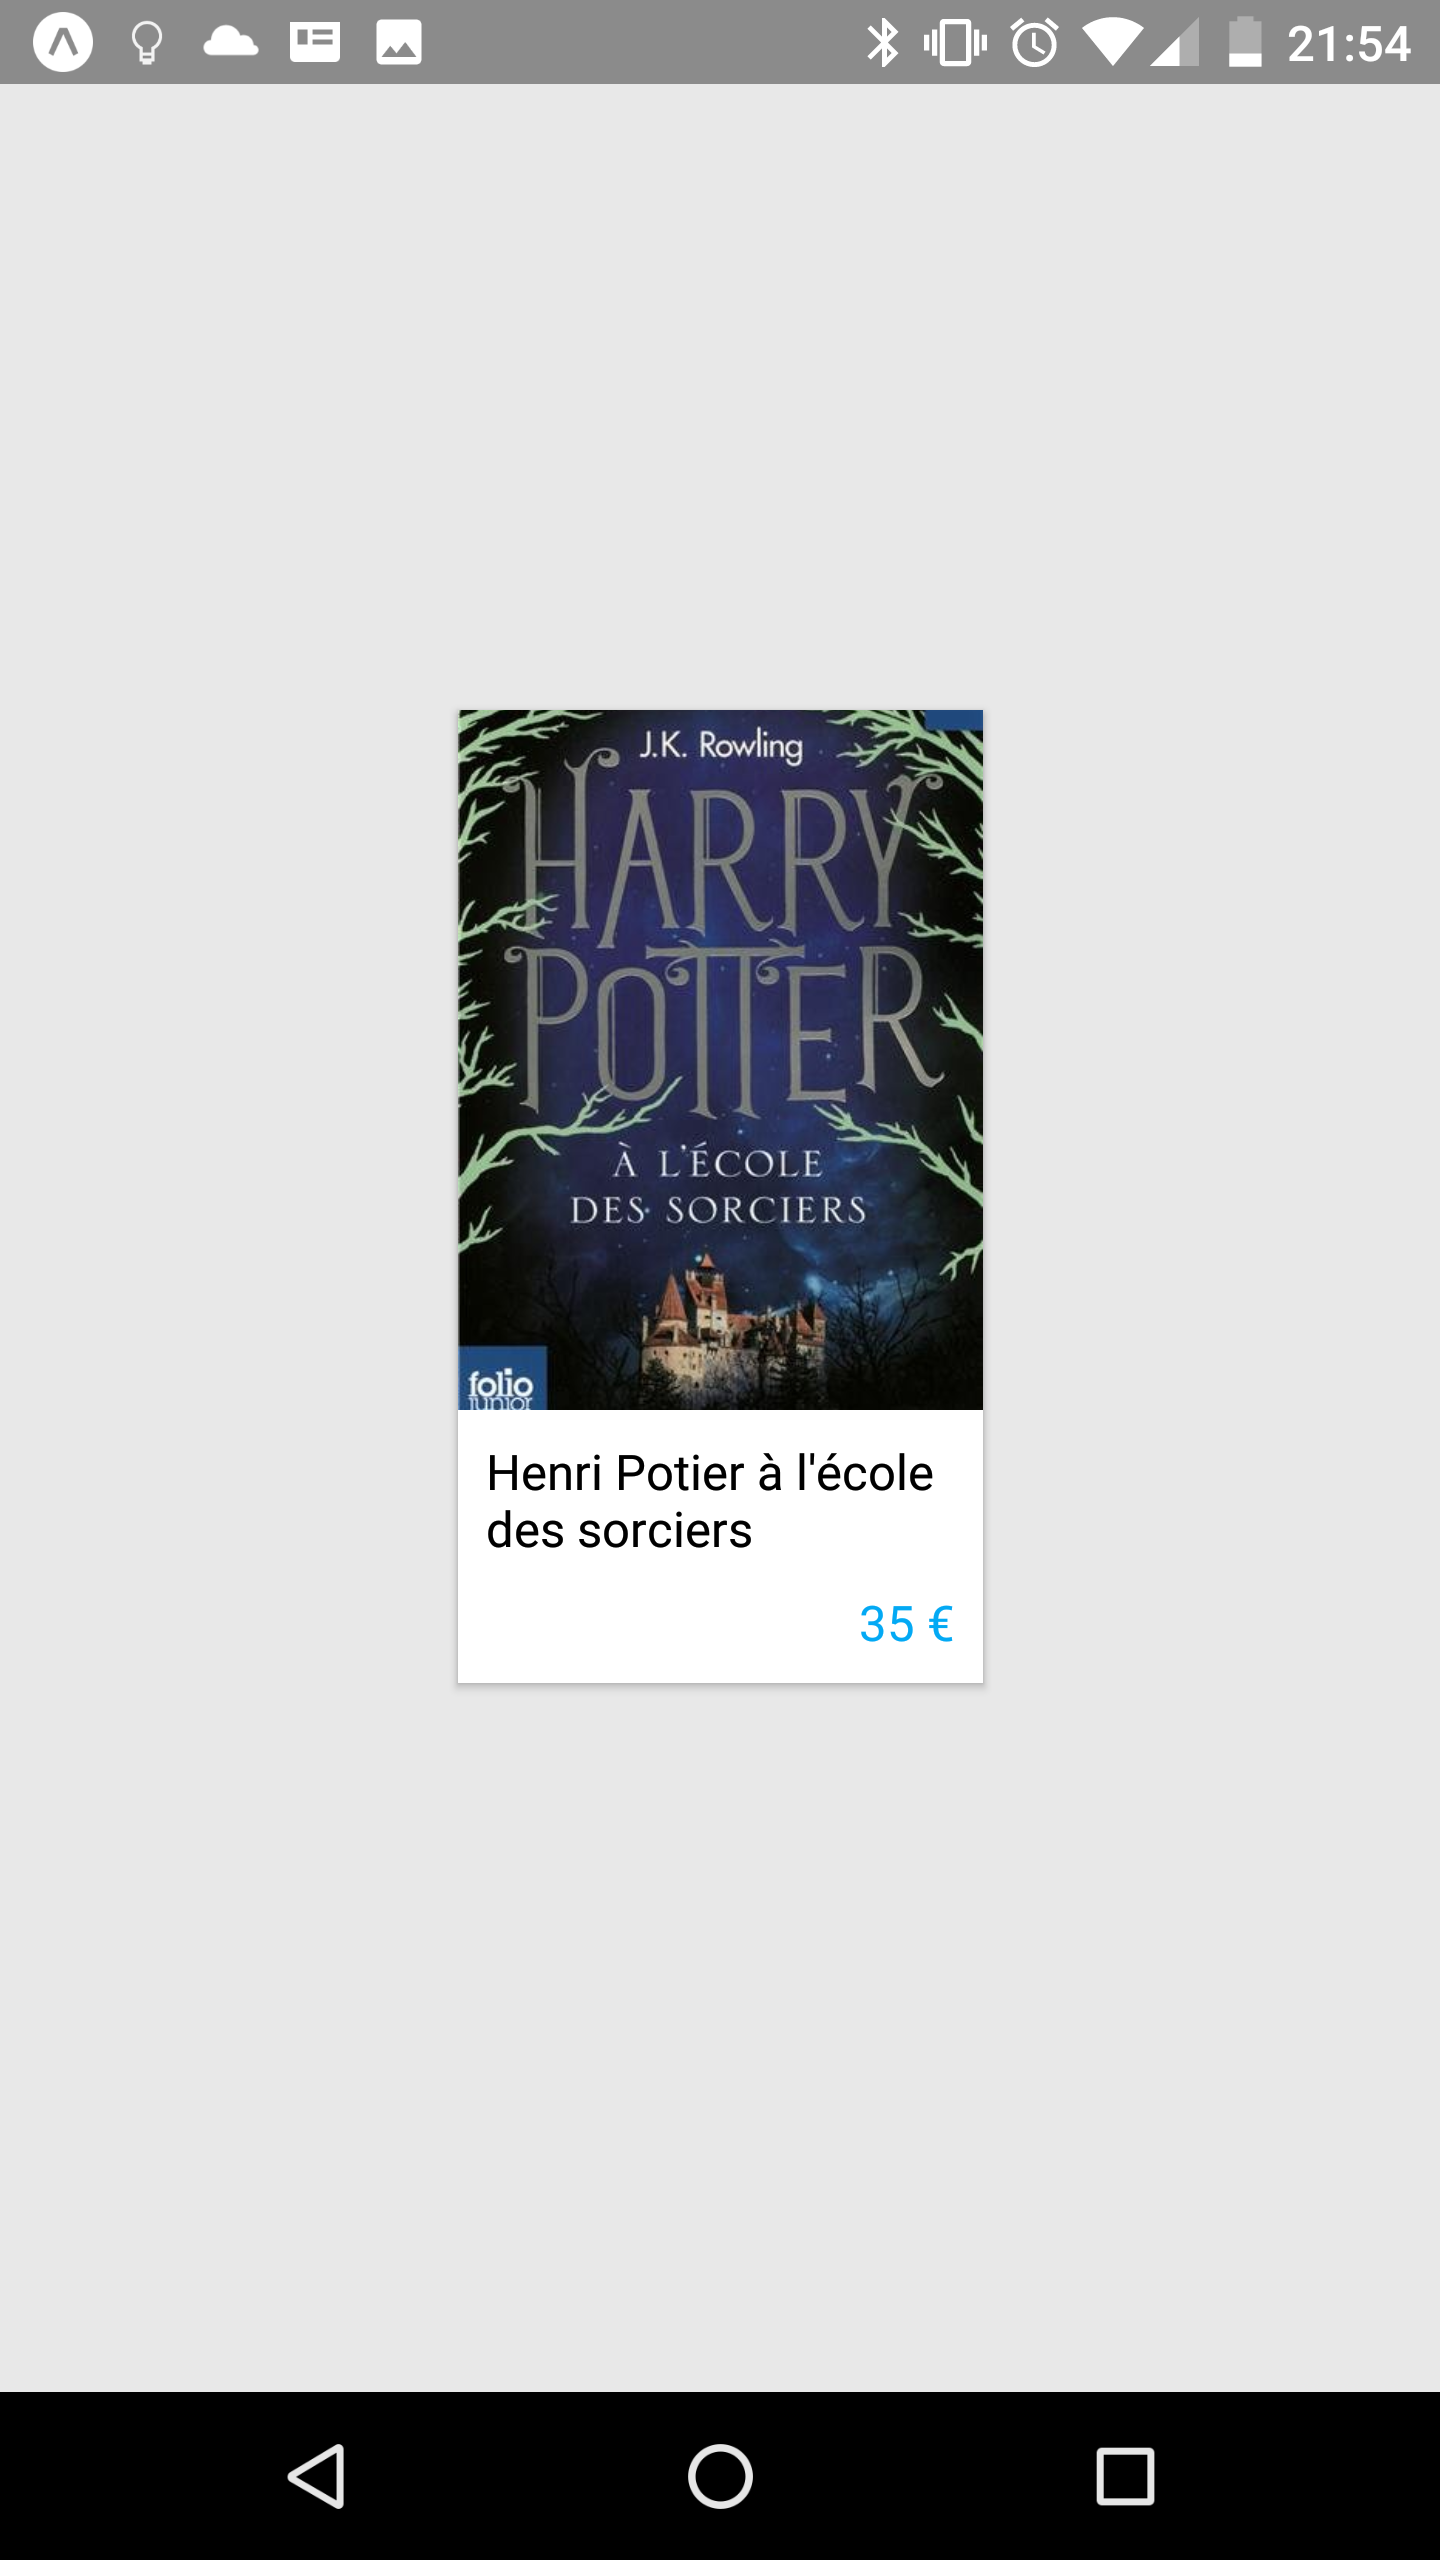 21:54
J.K. Rowling
HARRY
POTTER
À L'ÉCOLE
DES SORCIERS
folio
junior
Henri Potier à l'école
des sorciers
35 €